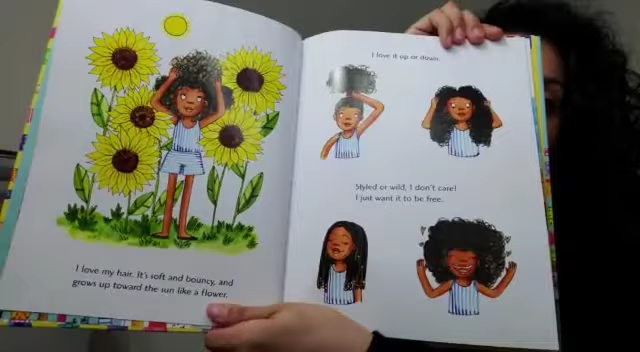 I love my hair. It's soft and bouncy, and
grows up toward the sun like a flower.
I love it up or down.
Styled or wild, I don't care!
I just want it to be free.